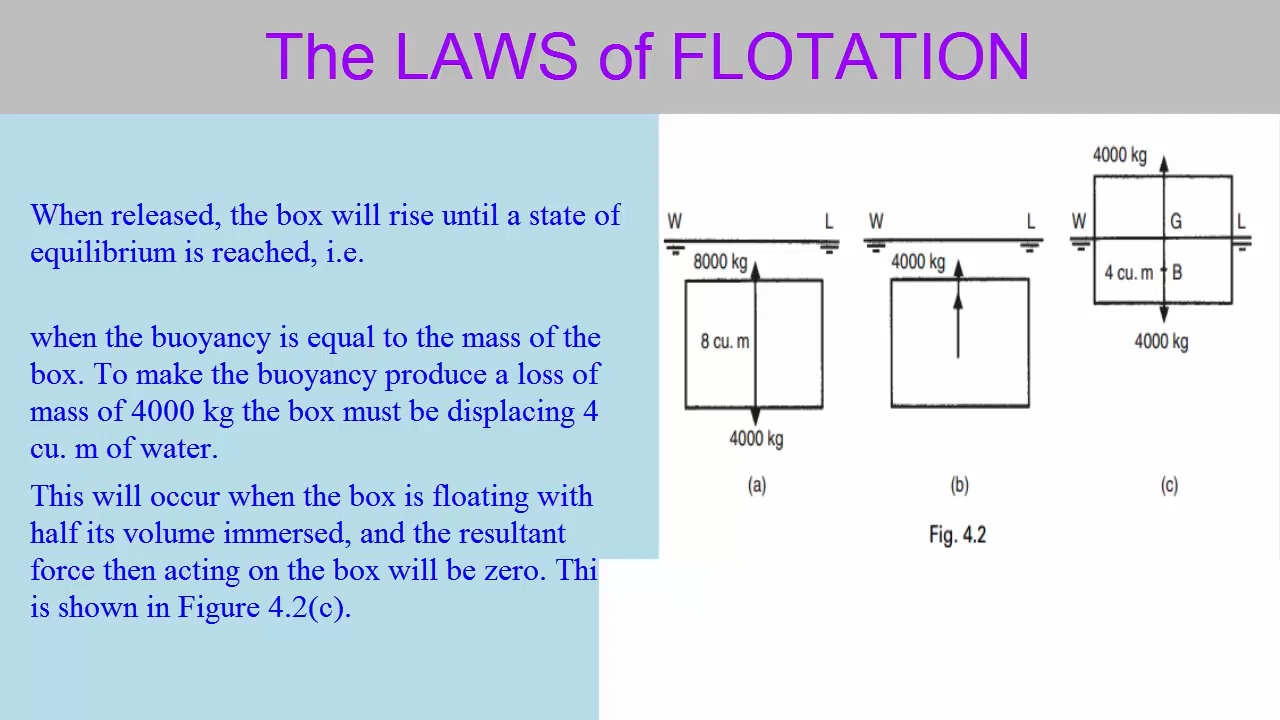 The LAWS of FLOTATION
When released, the box will rise until a state of
equilibrium is reached, i.e.
when the buoyancy is equal to the mass of the
box. To make the buoyancy produce a loss of
mass of 4000 kg the box must be displacing 4
cu. m of water.
This will occur when the box is floating with
half its volume immersed, and the resultant
force then acting on the box will be zero. Thi
is shown in Figure 4.2(c).
W L
8000 kg
8 cu. m
4000 kg
(a)
W L
4000 kg
(b)
4000 kg
W G L
4 cu. m B
4000 kg
(c)
Fig. 4.2